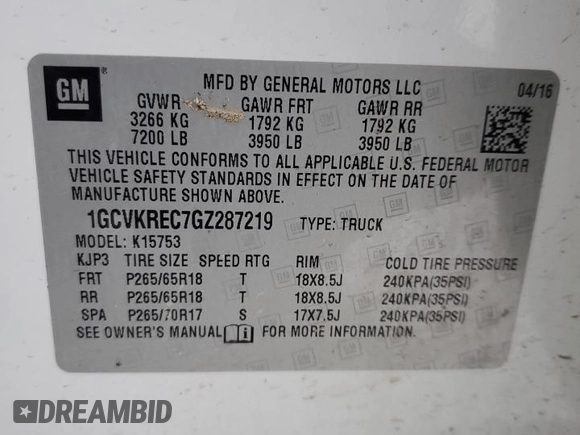 GM
MFD BY GENERAL MOTORS LLC
04/16
GVWR GAWR FRT GAWR RR
3266 KG 1792 KG 1792 KG
7200 LB 3950 LB 3950 LB
THIS VEHICLE CONFORMS TO ALL APPLICABLE U.S. FEDERAL MOTOR
VEHICLE SAFETY STANDARDS IN EFFECT ON THE DATE OF
MANUFACTURE SHOWN ABOVE.
1GCVKREC7GZ287219 TYPE: TRUCK
MODEL: K15753
KJP3 TIRE SIZE SPEED RTG RIM COLD TIRE PRESSURE
FRT P265/65R18 T 18X8.5J 240KPA(35PSI)
RR P265/65R18 T 18X8.5J 240KPA(35PSI)
SPA P265/70R17 S 17X7.5J 240KPA(35PSI)
SEE OWNER'S MANUAL FOR MORE INFORMATION.
DREAMBID